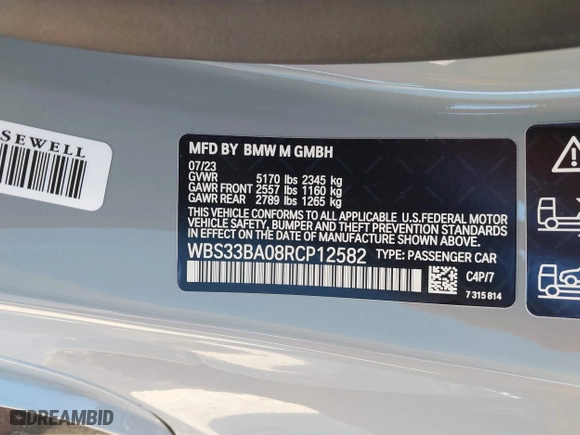 SEWELL
MFD BY BMW M GMBH
07/23
GVWR 5170 lbs 2345 kg
GAWR FRONT 2557 lbs 1160 kg
GAWR REAR 2789 lbs 1265 kg
THIS VEHICLE CONFORMS TO ALL APPLICABLE U.S.FEDERAL MOTOR
VEHICLE SAFETY, BUMPER AND THEFT PREVENTION STANDARDS
IN EFFECT ON THE DATE OF MANUFACTURE SHOWN ABOVE.
WBS33BA08RCP12582 TYPE: PASSENGER CAR
C4P/7
7 315 814
DREAMBID